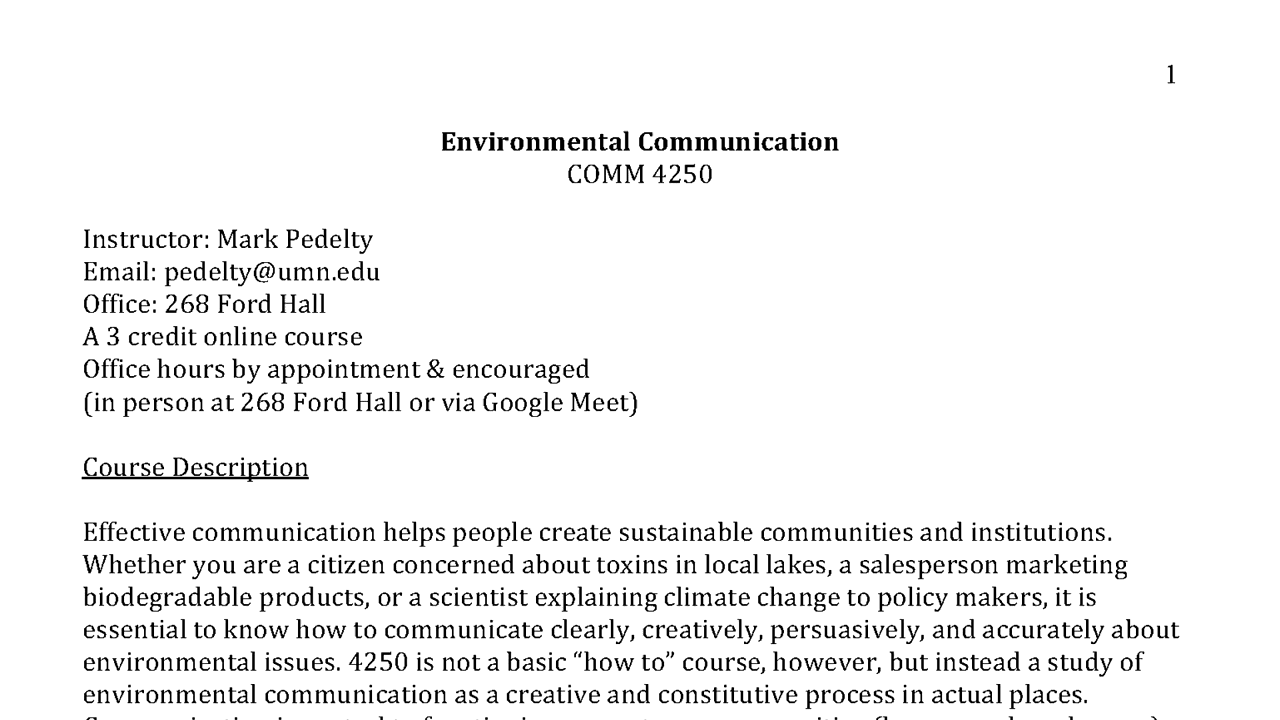 1
Environmental Communication
COMM 4250
Instructor: Mark Pedelty
Email: pedelty@umn.edu
Office: 268 Ford Hall
A 3 credit online course
Office hours by appointment & encouraged
(in person at 268 Ford Hall or via Google Meet)
Course Description
Effective communication helps people create sustainable communities and institutions.
Whether you are a citizen concerned about toxins in local lakes, a salesperson marketing
biodegradable products, or a scientist explaining climate change to policy makers, it is
essential to know how to communicate clearly, creatively, persuasively, and accurately about
environmental issues. 4250 is not a basic “how to” course, however, but instead a study of
environmental communication as a creative and constitutive process in actual places.